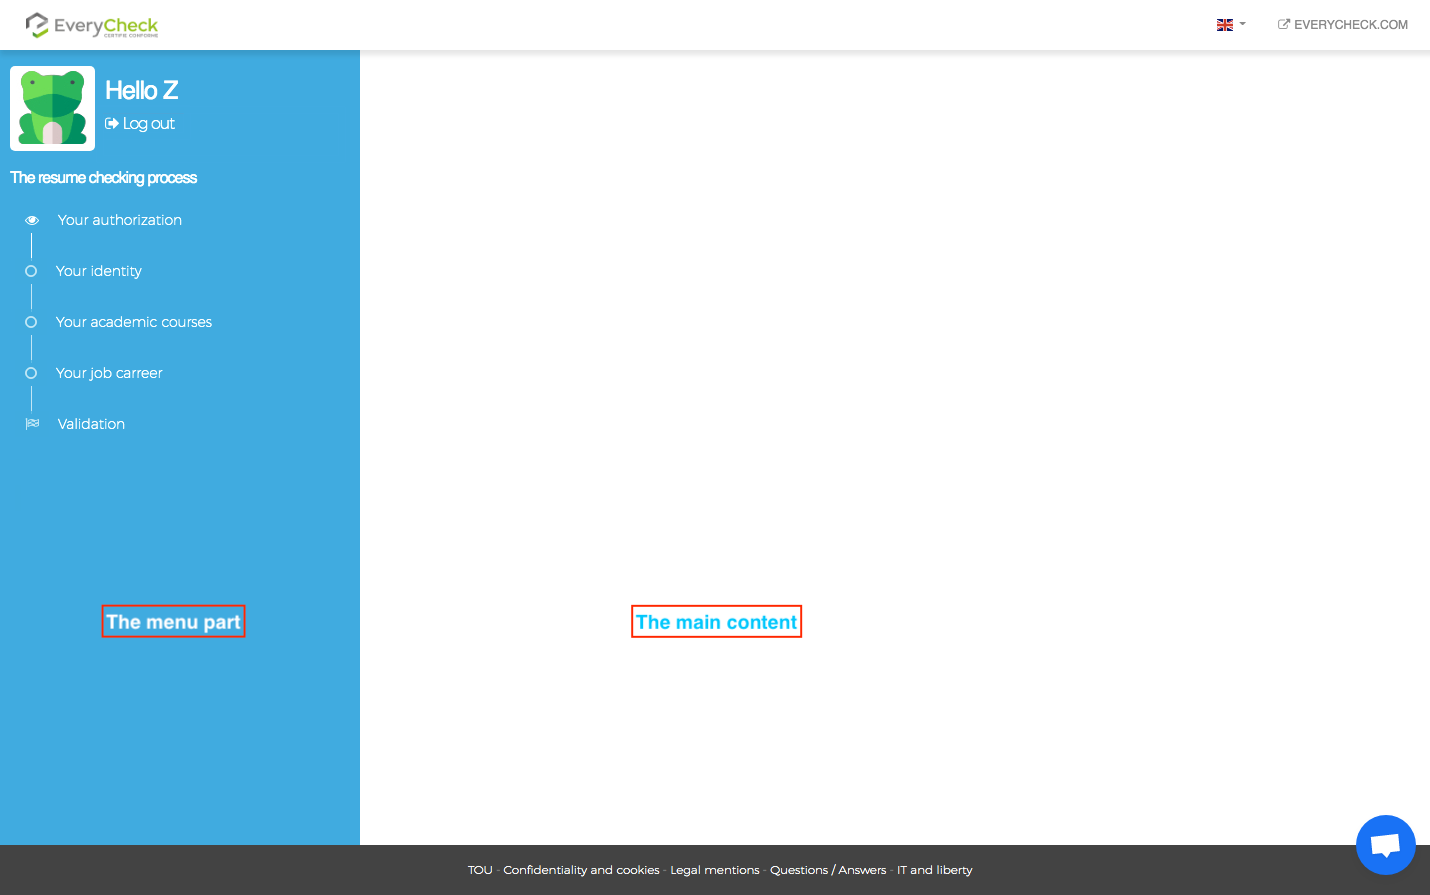 EveryCheck
CERTIFIÉ CONFORME
EVERYCHECK.COM
Hello Z
Log out
The resume checking process
Your authorization
Your identity
Your academic courses
Your job carreer
Validation
The menu part
The main content
TOU - Confidentiality and cookies - Legal mentions - Questions / Answers - IT and liberty